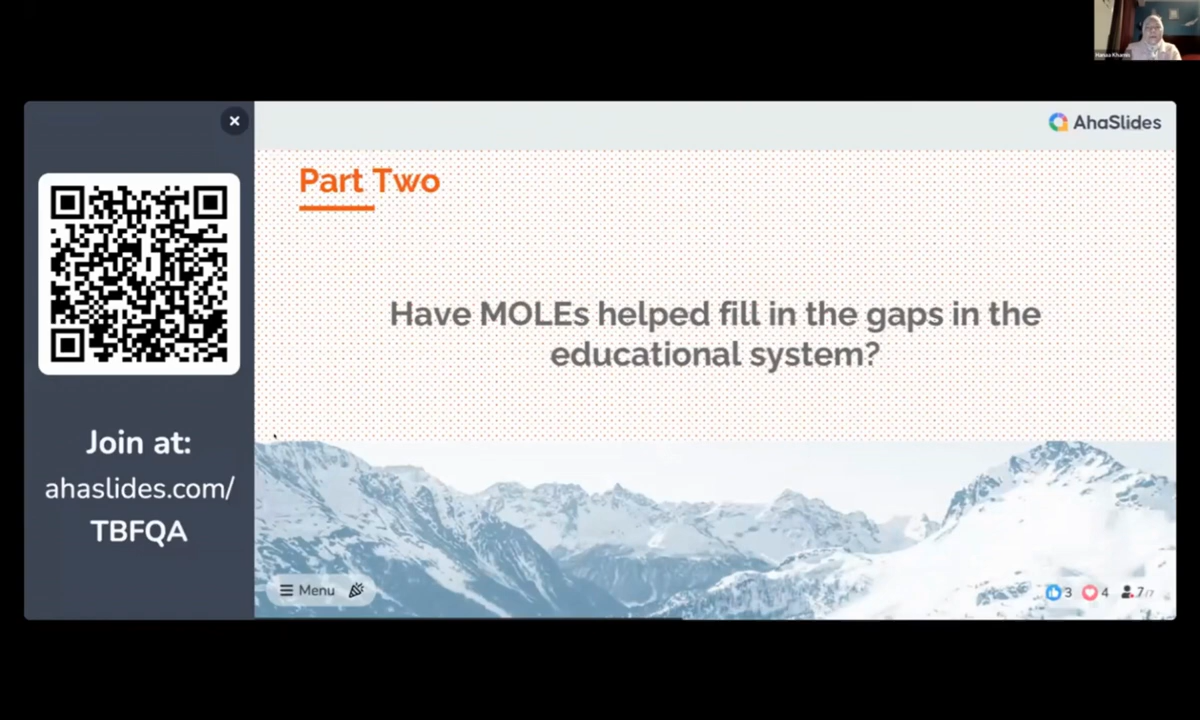 AhaSlides
Part Two
Have MOLEs helped fill in the gaps in the
educational system?
Join at:
ahaslides.com/
TBFQA
Menu
3
4
7/7